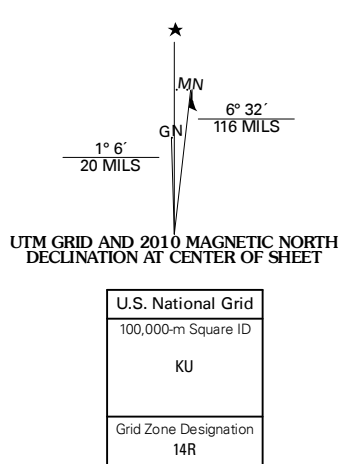 MN
GN
6° 32´
116 MILS
1° 6´
20 MILS
UTM GRID AND 2010 MAGNETIC NORTH
DECLINATION AT CENTER OF SHEET
U.S. National Grid
100,000-m Square ID
KU
Grid Zone Designation
14R